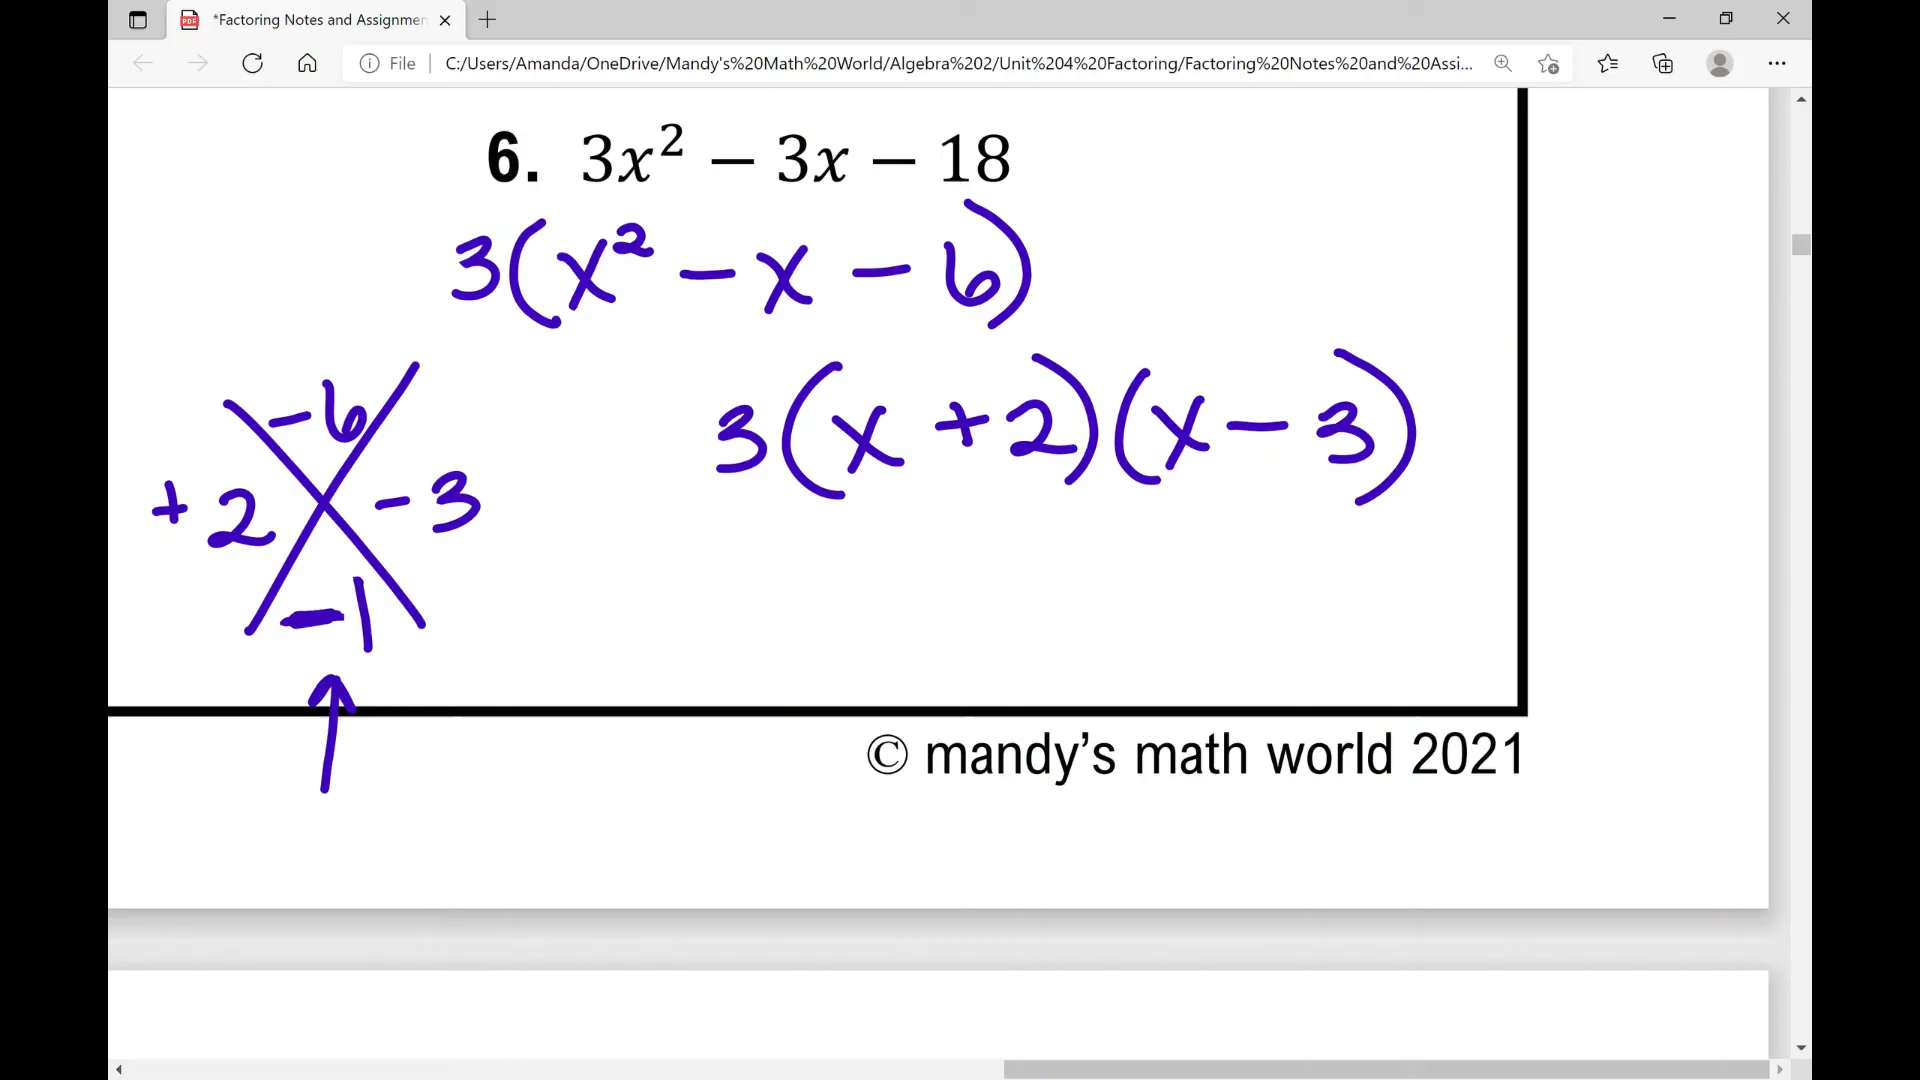 *Factoring Notes and Assignmen
File
C:/Users/Amanda/OneDrive/Mandy's%20Math%20World/Algebra%202/Unit%204%20Factoring/Factoring%20Notes%20and%20Assi...
6. 3x² − 3x − 18
3(x² − x − 6)
3(x + 2)(x − 3)
−6
+2 −3
−1
© mandy's math world 2021